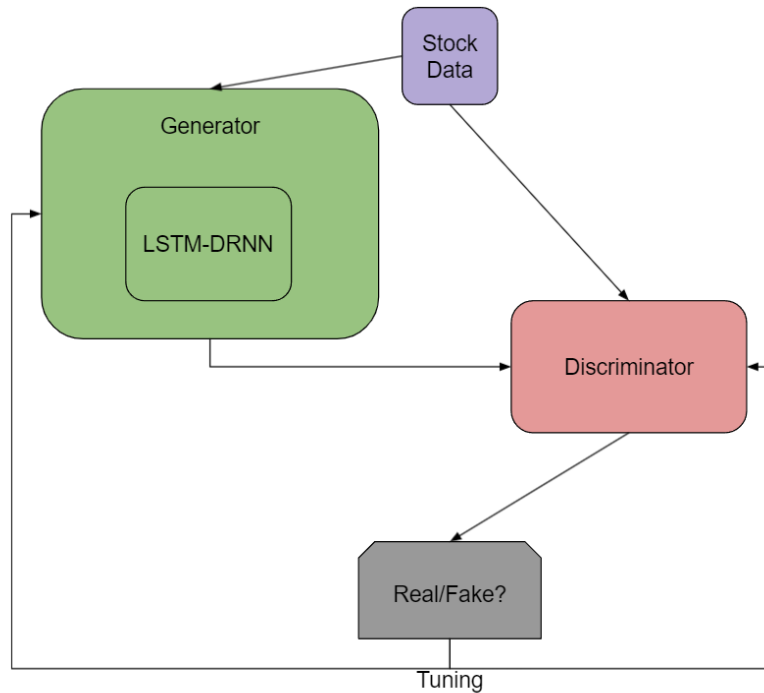 Stock
Data
Generator
LSTM-DRNN
Discriminator
Real/Fake?
Tuning